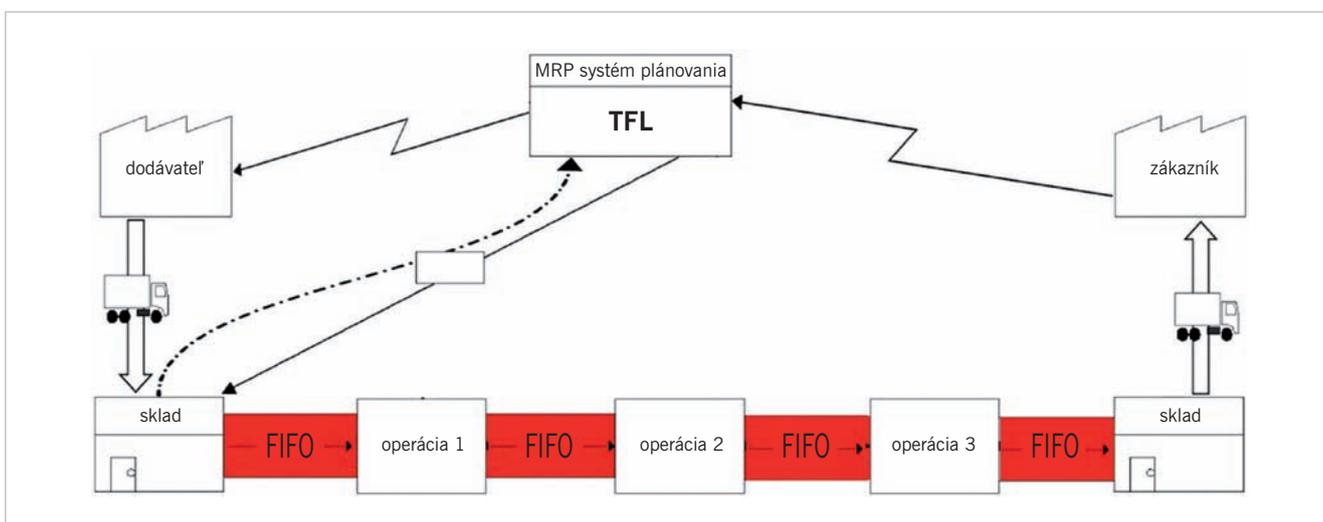 MRP systém plánovania
TFL
dodávateľ
zákazník
sklad
FIFO
operácia 1
FIFO
operácia 2
FIFO
operácia 3
FIFO
sklad